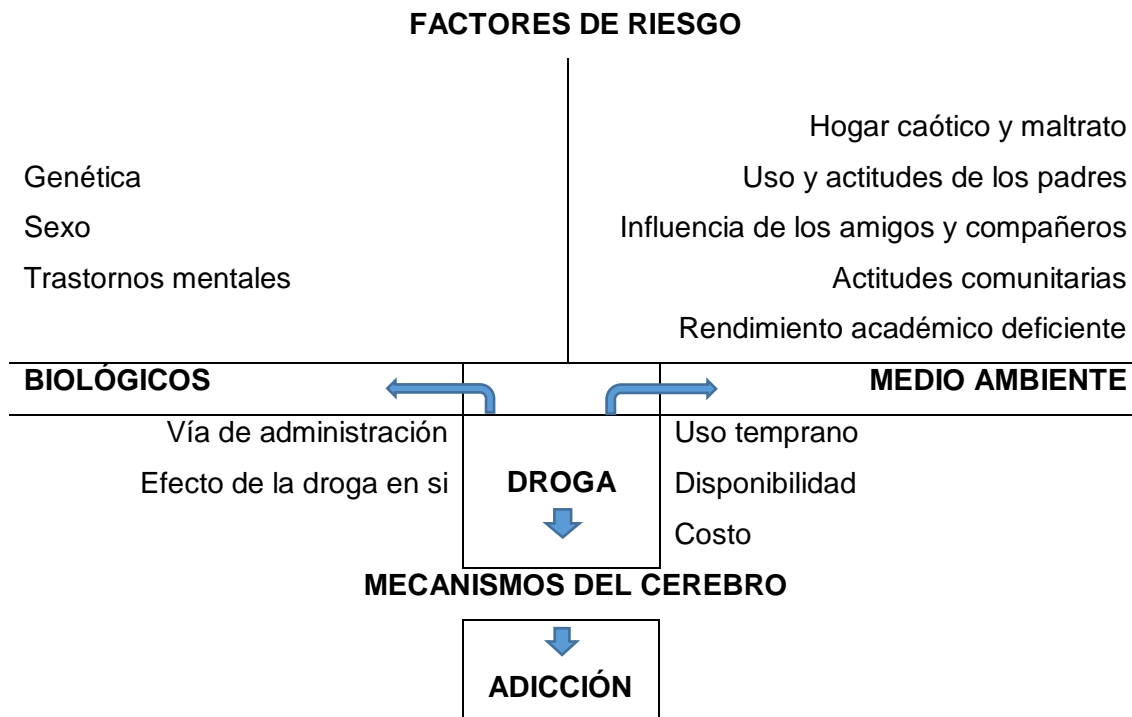 FACTORES DE RIESGO
Genética
Sexo
Trastornos mentales
Hogar caótico y maltrato
Uso y actitudes de los padres
Influencia de los amigos y compañeros
Actitudes comunitarias
Rendimiento académico deficiente
BIOLÓGICOS
MEDIO AMBIENTE
Vía de administración
Efecto de la droga en si
DROGA
Uso temprano
Disponibilidad
Costo
MECANISMOS DEL CEREBRO
ADICCIÓN